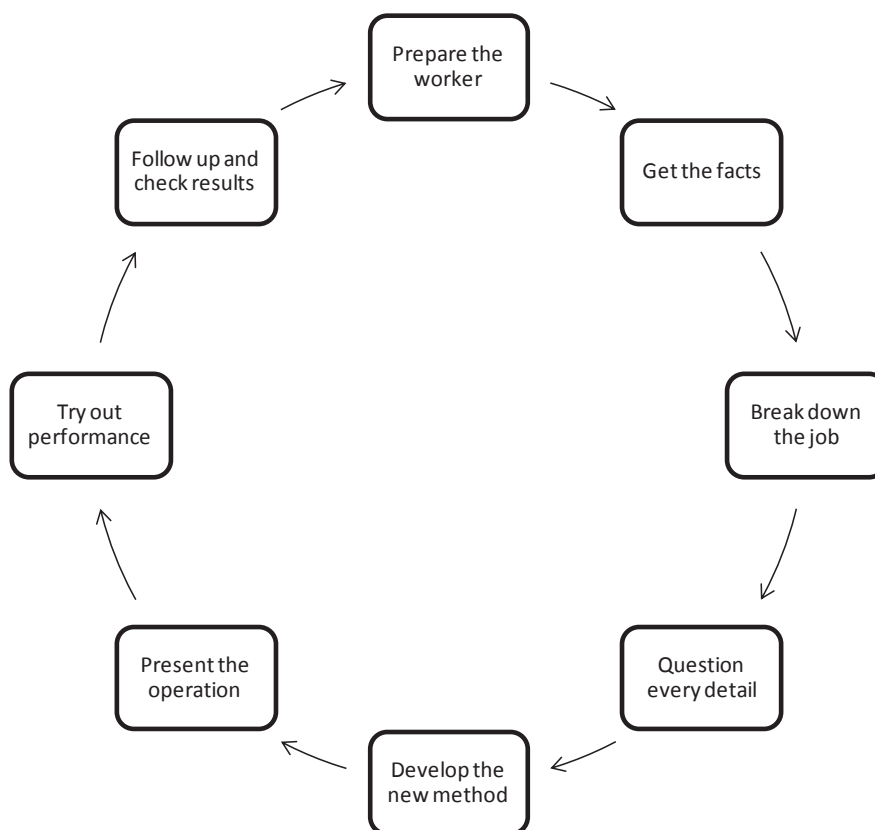 Prepare the
worker
Get the facts
Break down
the job
Question
every detail
Develop the
new method
Present the
operation
Try out
performance
Follow up and
check results